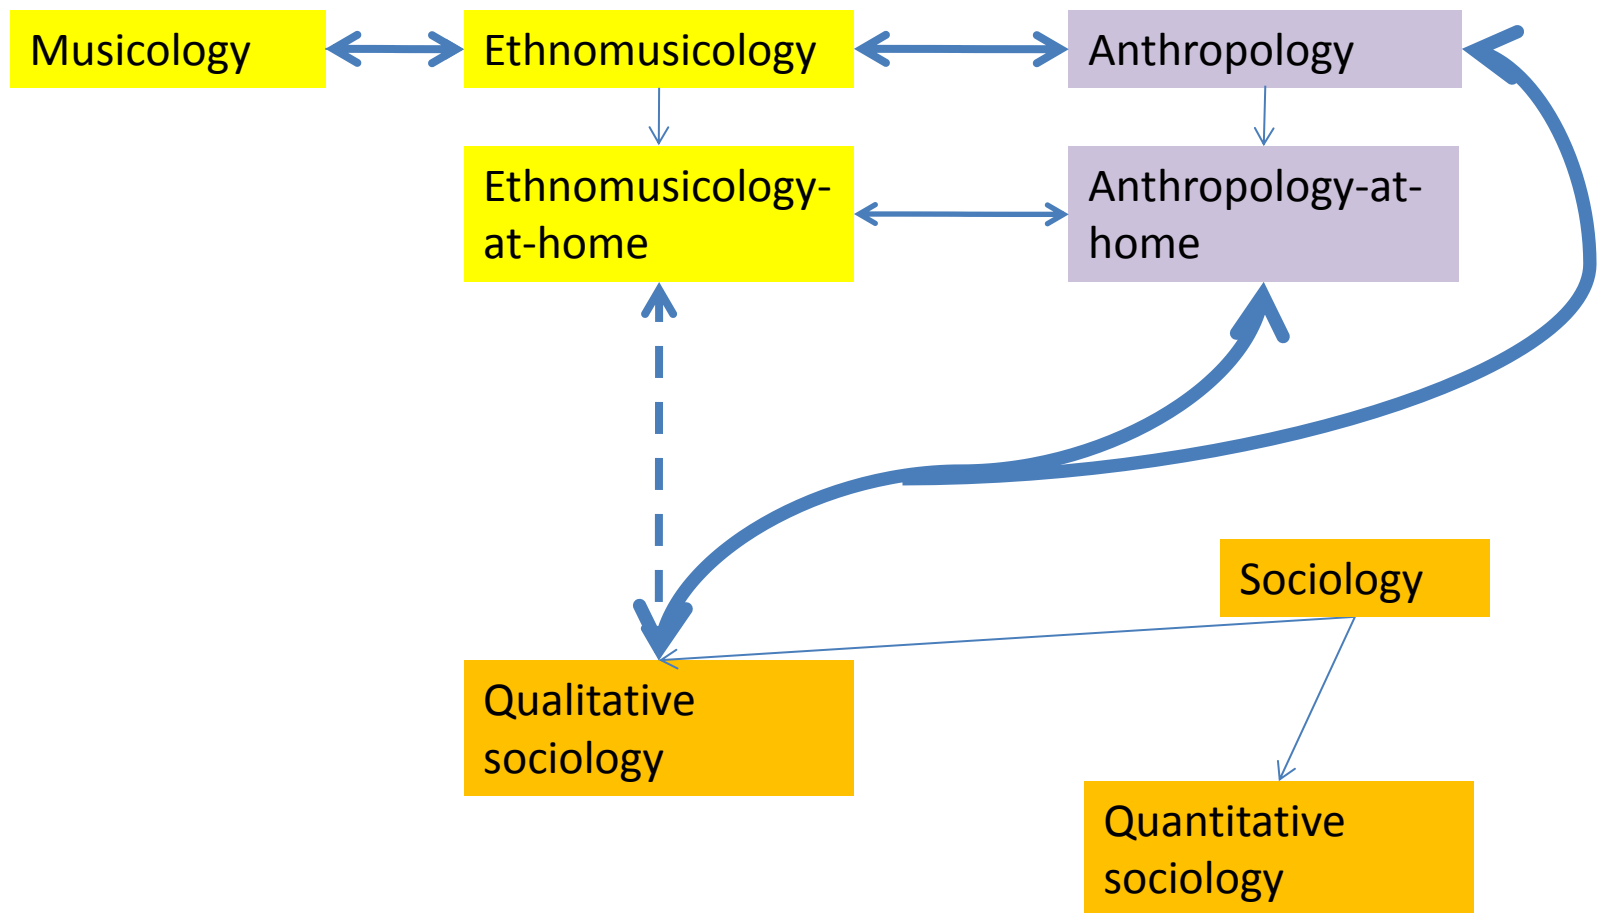 Musicology
Ethnomusicology
Anthropology
Ethnomusicology-
at-home
Anthropology-at-
home
Sociology
Qualitative
sociology
Quantitative
sociology